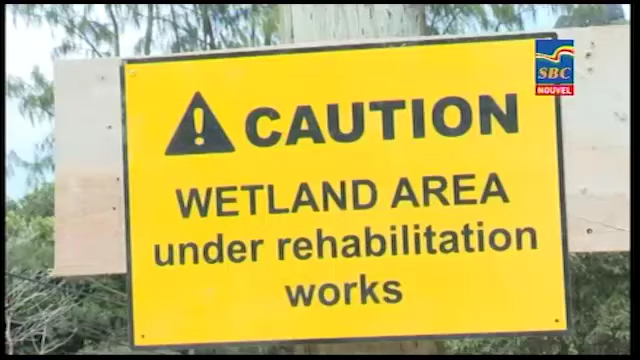 SBC
NOUVEL
CAUTION
WETLAND AREA
under rehabilitation
works